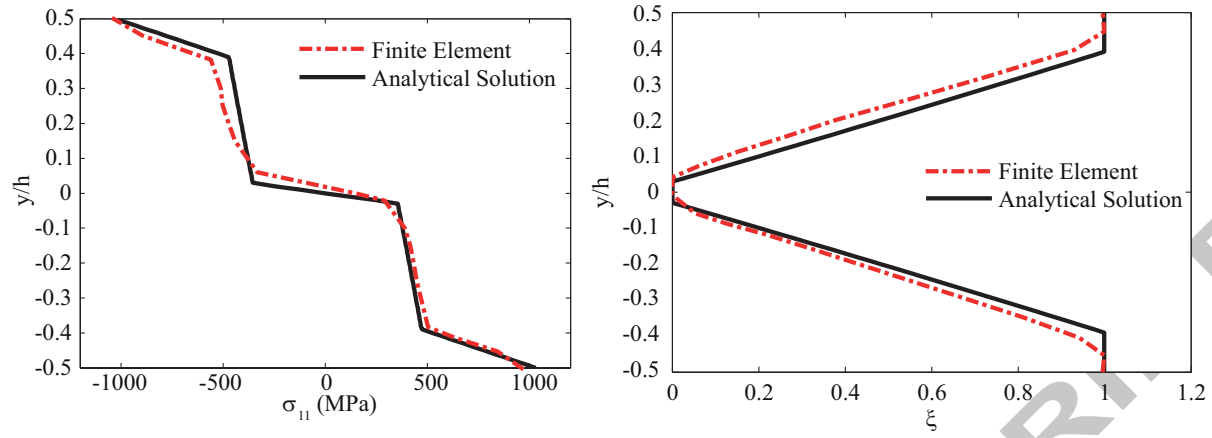 0.5
0.4
0.3
0.2
0.1
0
-0.1
-0.2
-0.3
-0.4
-0.5
y/h
-1000 -500 0 500 1000
σ11 (MPa)
Finite Element
Analytical Solution
0.5
0.4
0.3
0.2
0.1
0
-0.1
-0.2
-0.3
-0.4
-0.5
y/h
0 0.2 0.4 0.6 0.8 1 1.2
ξ
Finite Element
Analytical Solution